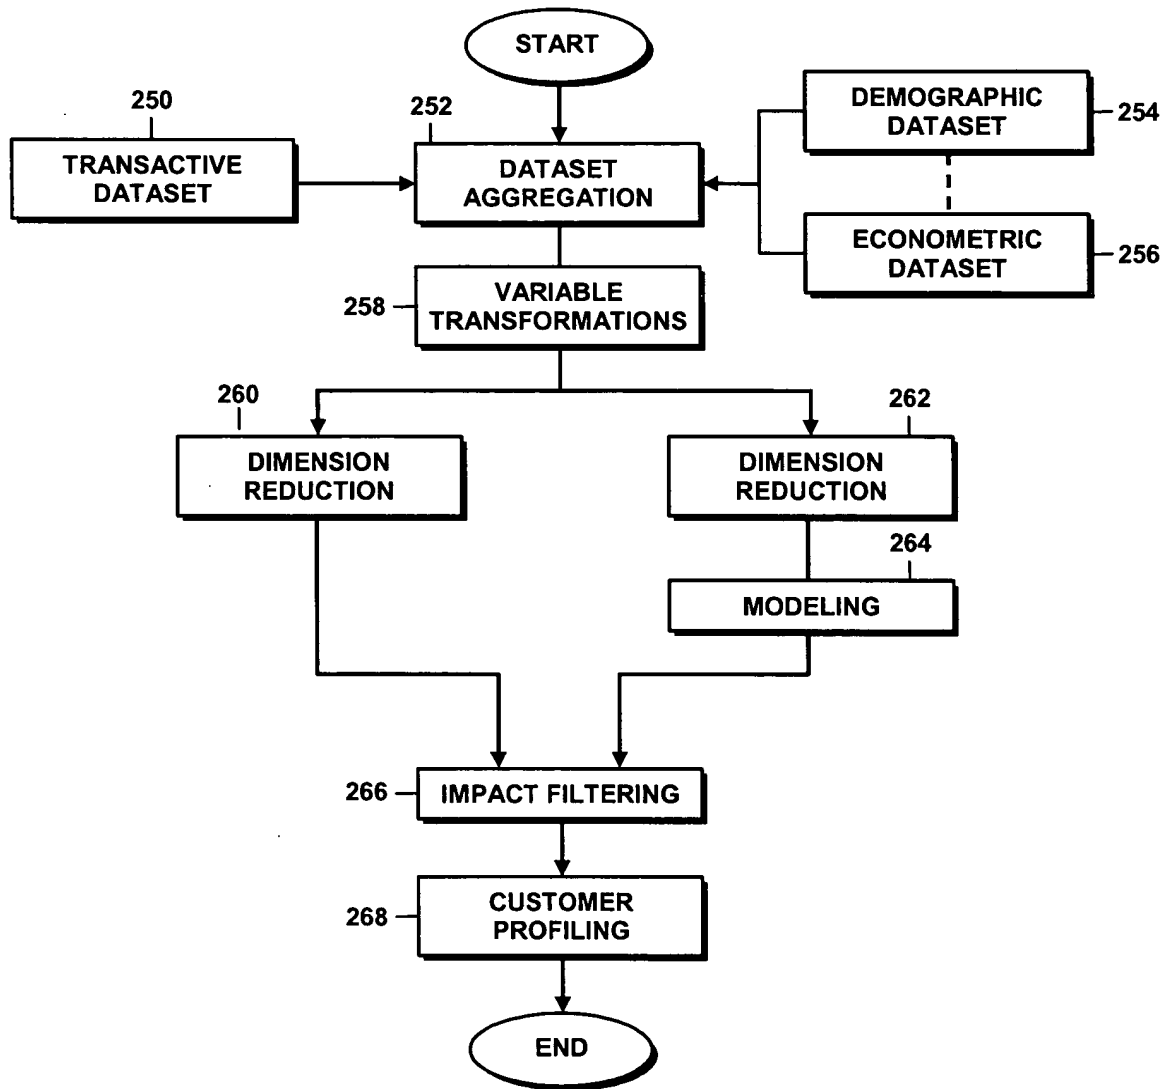 START
250
252
TRANSACTIVE
DATASET
DATASET
AGGREGATION
DEMOGRAPHIC
DATASET
254
ECONOMETRIC
DATASET
256
258
VARIABLE
TRANSFORMATIONS
260
262
DIMENSION
REDUCTION
DIMENSION
REDUCTION
264
MODELING
266
IMPACT FILTERING
268
CUSTOMER
PROFILING
END